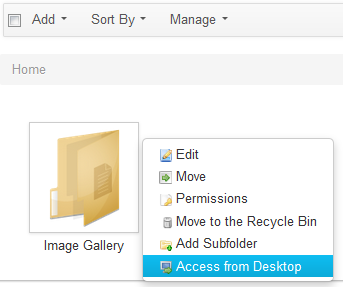 Add Sort By Manage
Home
Edit
Move
Permissions
Move to the Recycle Bin
Add Subfolder
Access from Desktop
Image Gallery